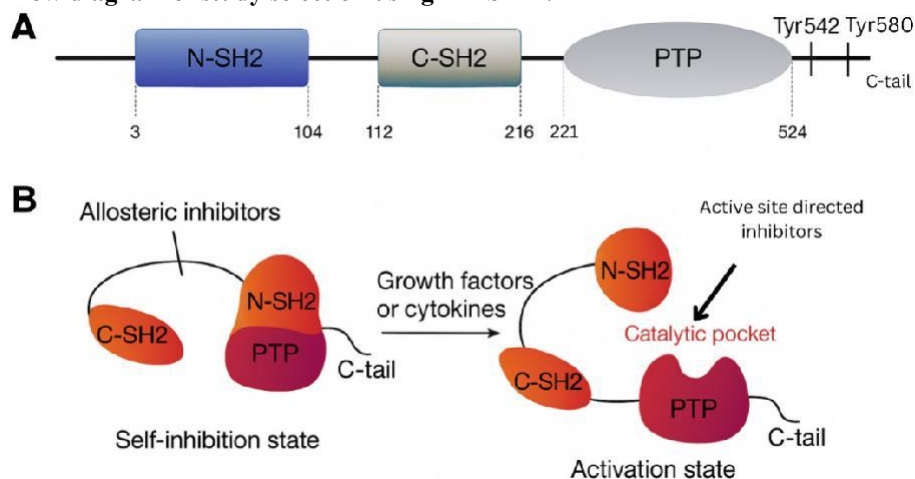 A
N-SH2
C-SH2
PTP
Tyr542
Tyr580
C-tail
3
104
112
216
221
524
B
Allosteric inhibitors
N-SH2
C-SH2
PTP
C-tail
Self-inhibition state
Growth factors
or cytokines
Active site directed
inhibitors
N-SH2
Catalytic pocket
C-SH2
PTP
C-tail
Activation state